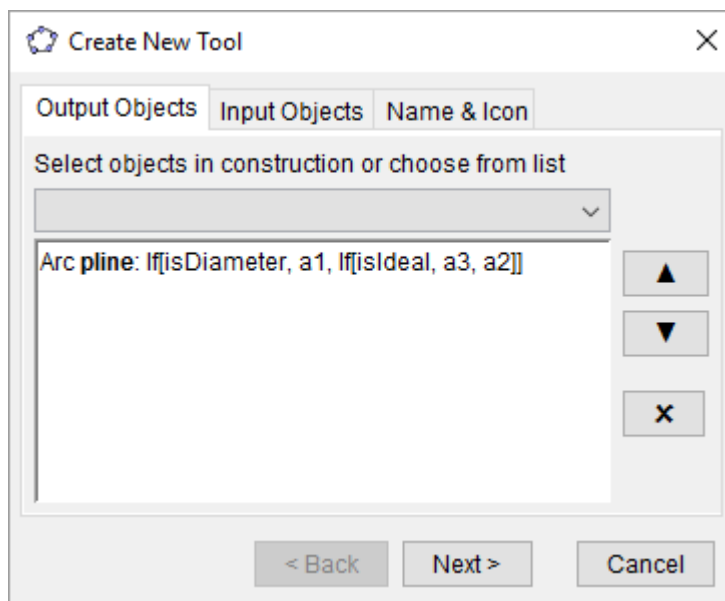 Create New Tool
Output Objects Input Objects Name & Icon
Select objects in construction or choose from list
Arc pline: If[isDiameter, a1, If[isIdeal, a3, a2]]
< Back Next > Cancel